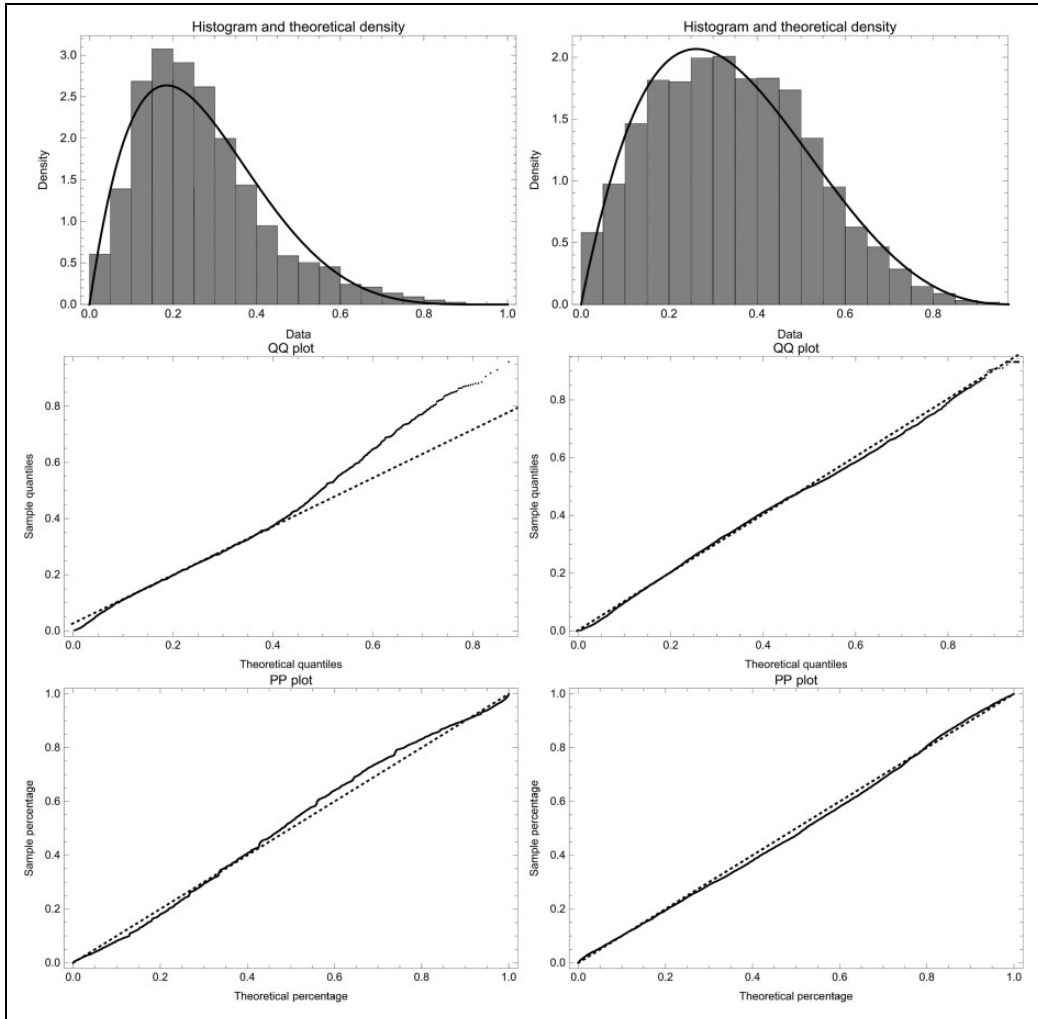 Histogram and theoretical density
3.0
2.5
2.0
1.5
1.0
0.5
0.0
Density
0.0 0.2 0.4 0.6 0.8 1.0
Data
Histogram and theoretical density
2.0
1.5
1.0
0.5
0.0
Density
0.0 0.2 0.4 0.6 0.8
Data
QQ plot
0.8
0.6
0.4
0.2
0.0
Sample quantiles
0.0 0.2 0.4 0.6 0.8
Theoretical quantiles
QQ plot
0.8
0.6
0.4
0.2
0.0
Sample quantiles
0.0 0.2 0.4 0.6 0.8
Theoretical quantiles
PP plot
1.0
0.8
0.6
0.4
0.2
0.0
Sample percentage
0.0 0.2 0.4 0.6 0.8 1.0
Theoretical percentage
PP plot
1.0
0.8
0.6
0.4
0.2
0.0
Sample percentage
0.0 0.2 0.4 0.6 0.8 1.0
Theoretical percentage